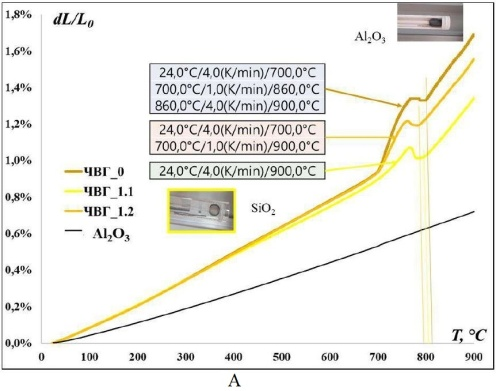 dL/L₀
1,8%
1,6%
1,4%
1,2%
1,0%
0,8%
0,6%
0,4%
0,2%
0,0%
Al₂O₃
24,0°C/4,0(K/min)/700,0°C
700,0°C/1,0(K/min)/860,0°C
860,0°C/4,0(K/min)/900,0°C
24,0°C/4,0(K/min)/700,0°C
700,0°C/1,0(K/min)/900,0°C
24,0°C/4,0(K/min)/900,0°C
ЧВГ_0
ЧВГ_1.1
ЧВГ_1.2
Al₂O₃
SiO₂
T, °C
0 100 200 300 400 500 600 700 800 900
А